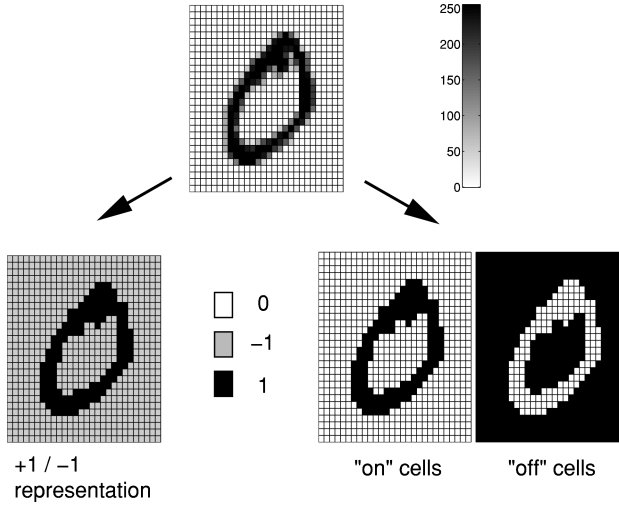 250
200
150
100
50
0
0
−1
1
+1 / −1
representation
"on" cells
"off" cells